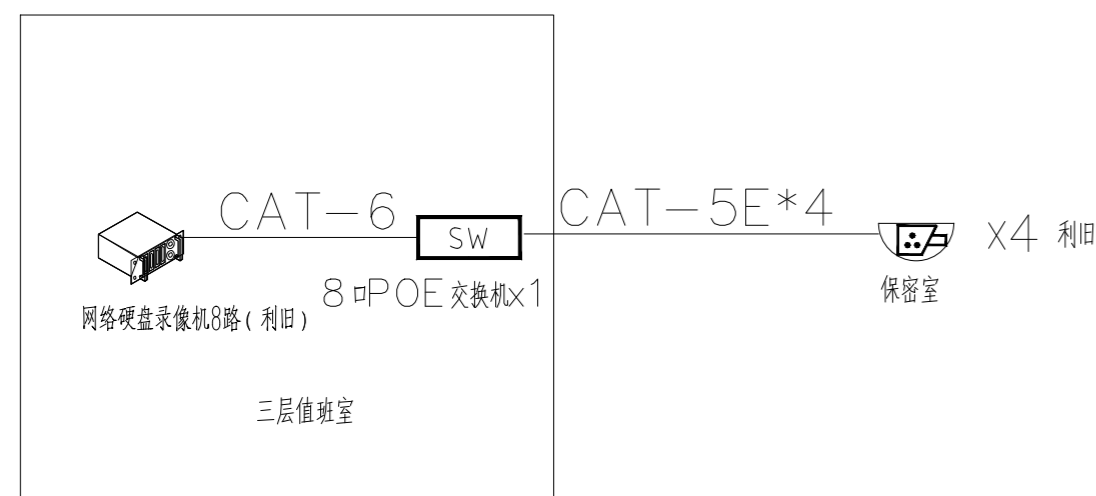 CAT-6
CAT-5E*4
SW
X4 利旧
8口POE交换机x1
保密室
网络硬盘录像机8路(利旧)
三层值班室